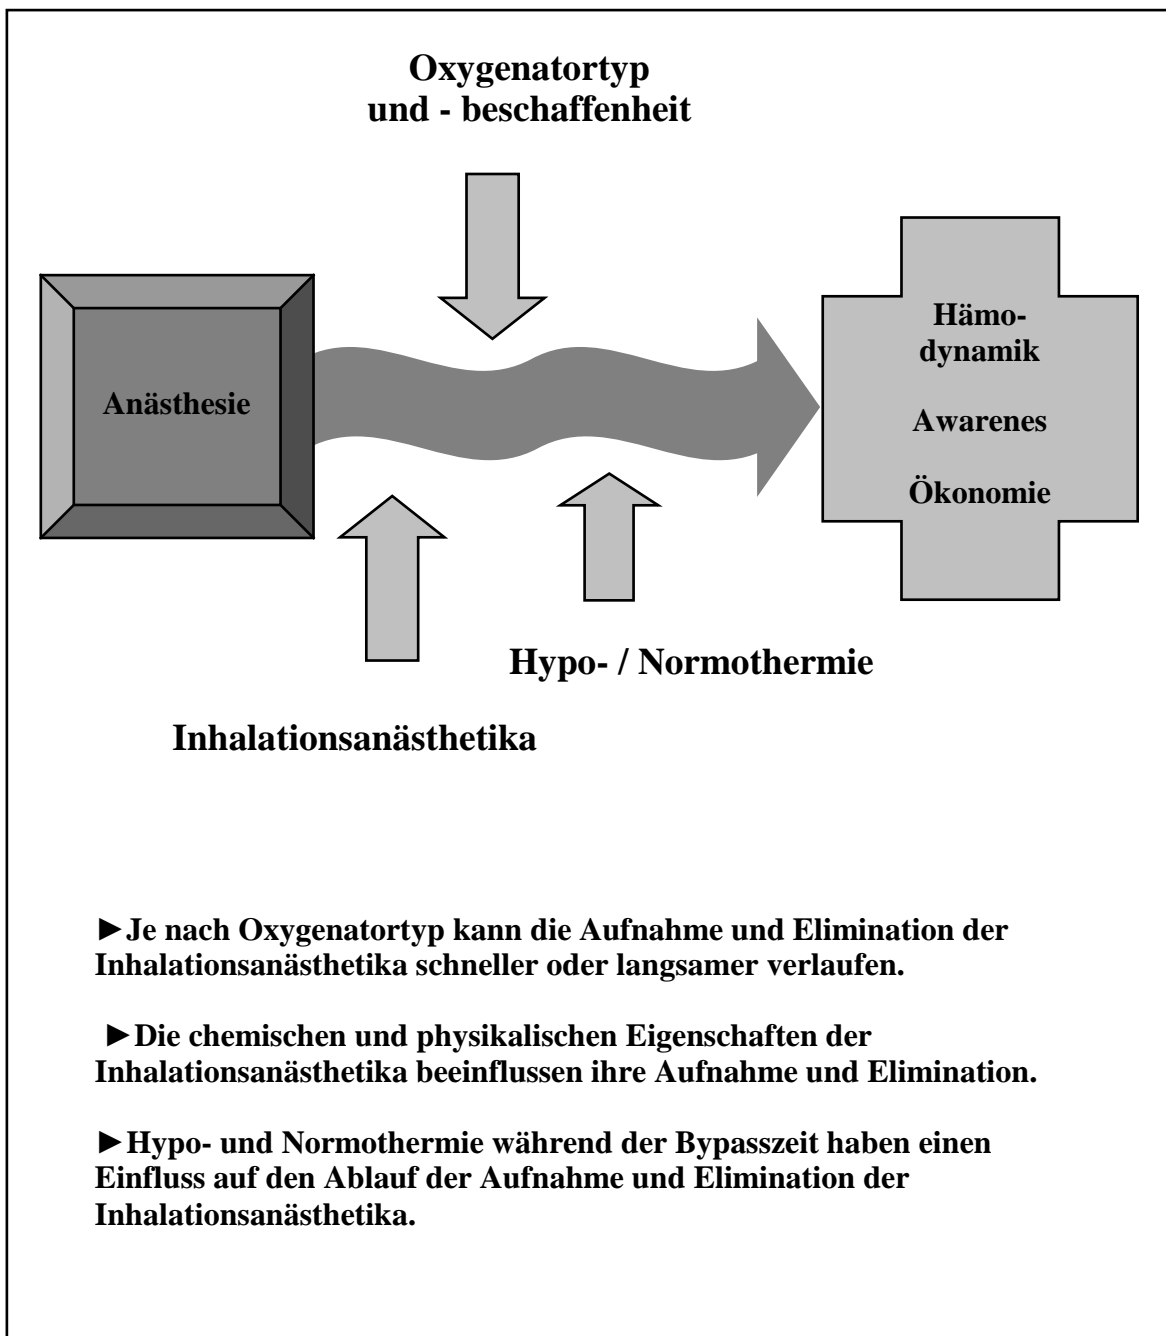 Oxygenatortyp
und - beschaffenheit
Anästhesie
Hämo-
dynamik
Awarenes
Ökonomie
Hypo- / Normothermie
Inhalationsanästhetika
►Je nach Oxygenatortyp kann die Aufnahme und Elimination der
Inhalationsanästhetika schneller oder langsamer verlaufen.
►Die chemischen und physikalischen Eigenschaften der
Inhalationsanästhetika beeinflussen ihre Aufnahme und Elimination.
►Hypo- und Normothermie während der Bypasszeit haben einen
Einfluss auf den Ablauf der Aufnahme und Elimination der
Inhalationsanästhetika.